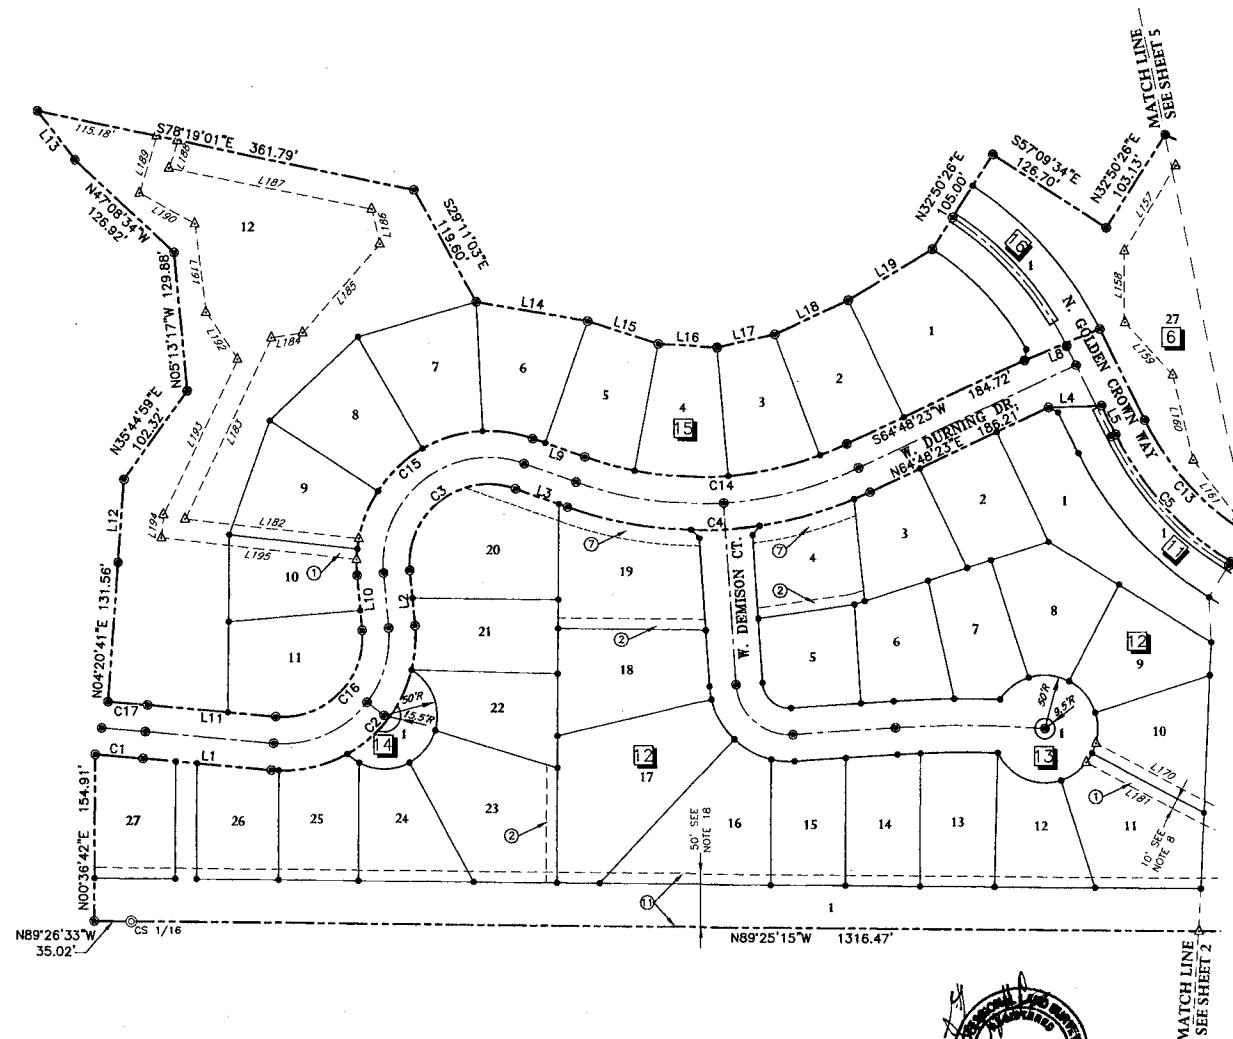 MATCH LINE
SEE SHEET 5
115.18'
S78°19'01"E 361.79'
L13
L189
L188
L187
L186
L190
12
N47°08'34"W
126.92'
S29°11'03"E
119.60'
N32°50'26"E
105.00'
S57°09'34"E
126.70'
N32°50'26"E
103.13'
L157
L158
L159
L160
L161
27
6
16
1
N. GOLDEN CROWN WAY
L191
L192
L185
L184
L193
L183
N05°13'17"W 129.88'
N35°44'59"E
102.32'
L14
L15
L16
L17
L18
L19
L8
7
6
5
4
15
3
2
1
8
9
S64°48'23"W 184.72'
W. DURNING DR.
N64°48'23"E 186.21'
L4
L5
C5
C13
1
11
L9
C15
C14
C3
L3
C4
L12
L194
L182
L195
1
10
L10
L2
11
20
7
19
2
21
18
22
7
4
2
3
2
1
W. DEMISON CT.
5
6
7
8
12
9
10
N04°20'41"E 131.56'
C17
L11
C16
C2
50'R
15.5'R
1
14
12
17
50'R
9.5'R
1
13
C1
L1
L170
L181
1
10' SEE
NOTE 8
N00°36'42"E 154.91'
27
26
25
24
23
2
50' SEE
NOTE 18
16
15
14
13
12
11
11
1
CS 1/16
N89°26'33"W
35.02'
N89°25'15"W 1316.47'
MATCH LINE
SEE SHEET 2
LAND
REGISTERED